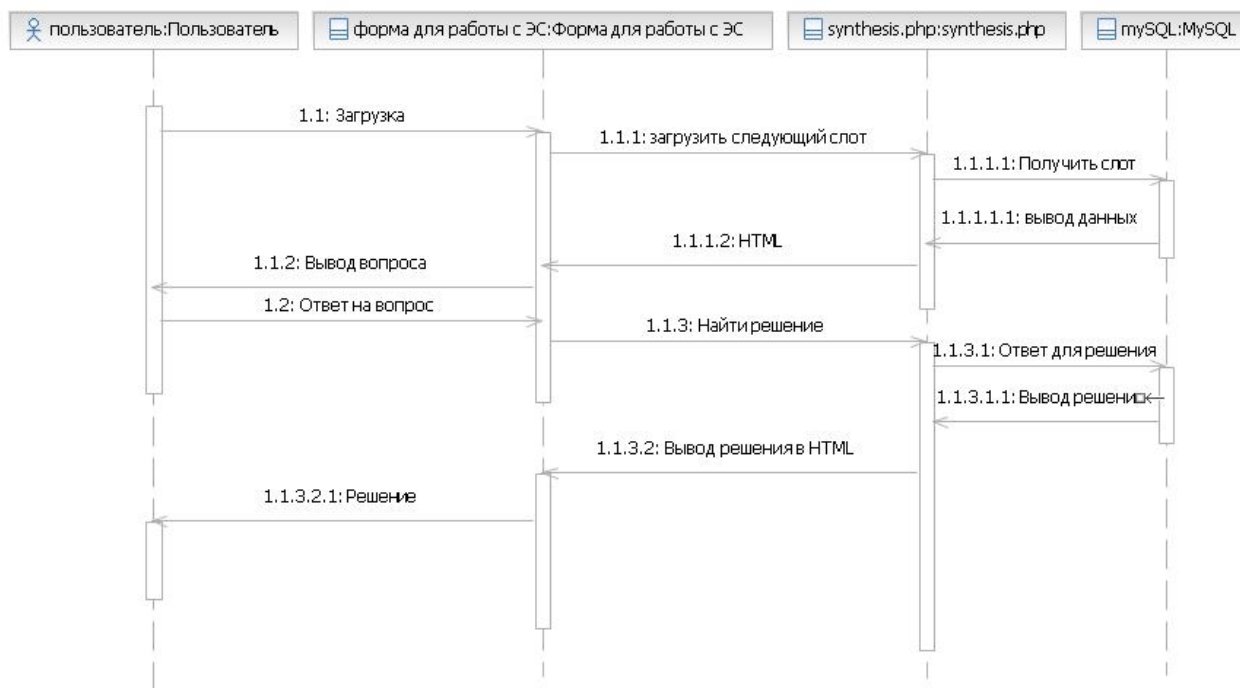 пользователь:Пользователь
форма для работы с ЭС:Форма для работы с ЭС
synthesis.php:synthesis.php
mySQL:MySQL
1.1: Загрузка
1.1.1: загрузить следующий слот
1.1.1.1: Получить слот
1.1.1.1.1: вывод данных
1.1.1.2: HTML
1.1.2: Вывод вопроса
1.2: Ответ на вопрос
1.1.3: Найти решение
1.1.3.1: Ответ для решения
1.1.3.1.1: Вывод решения
1.1.3.2: Вывод решения в HTML
1.1.3.2.1: Решение